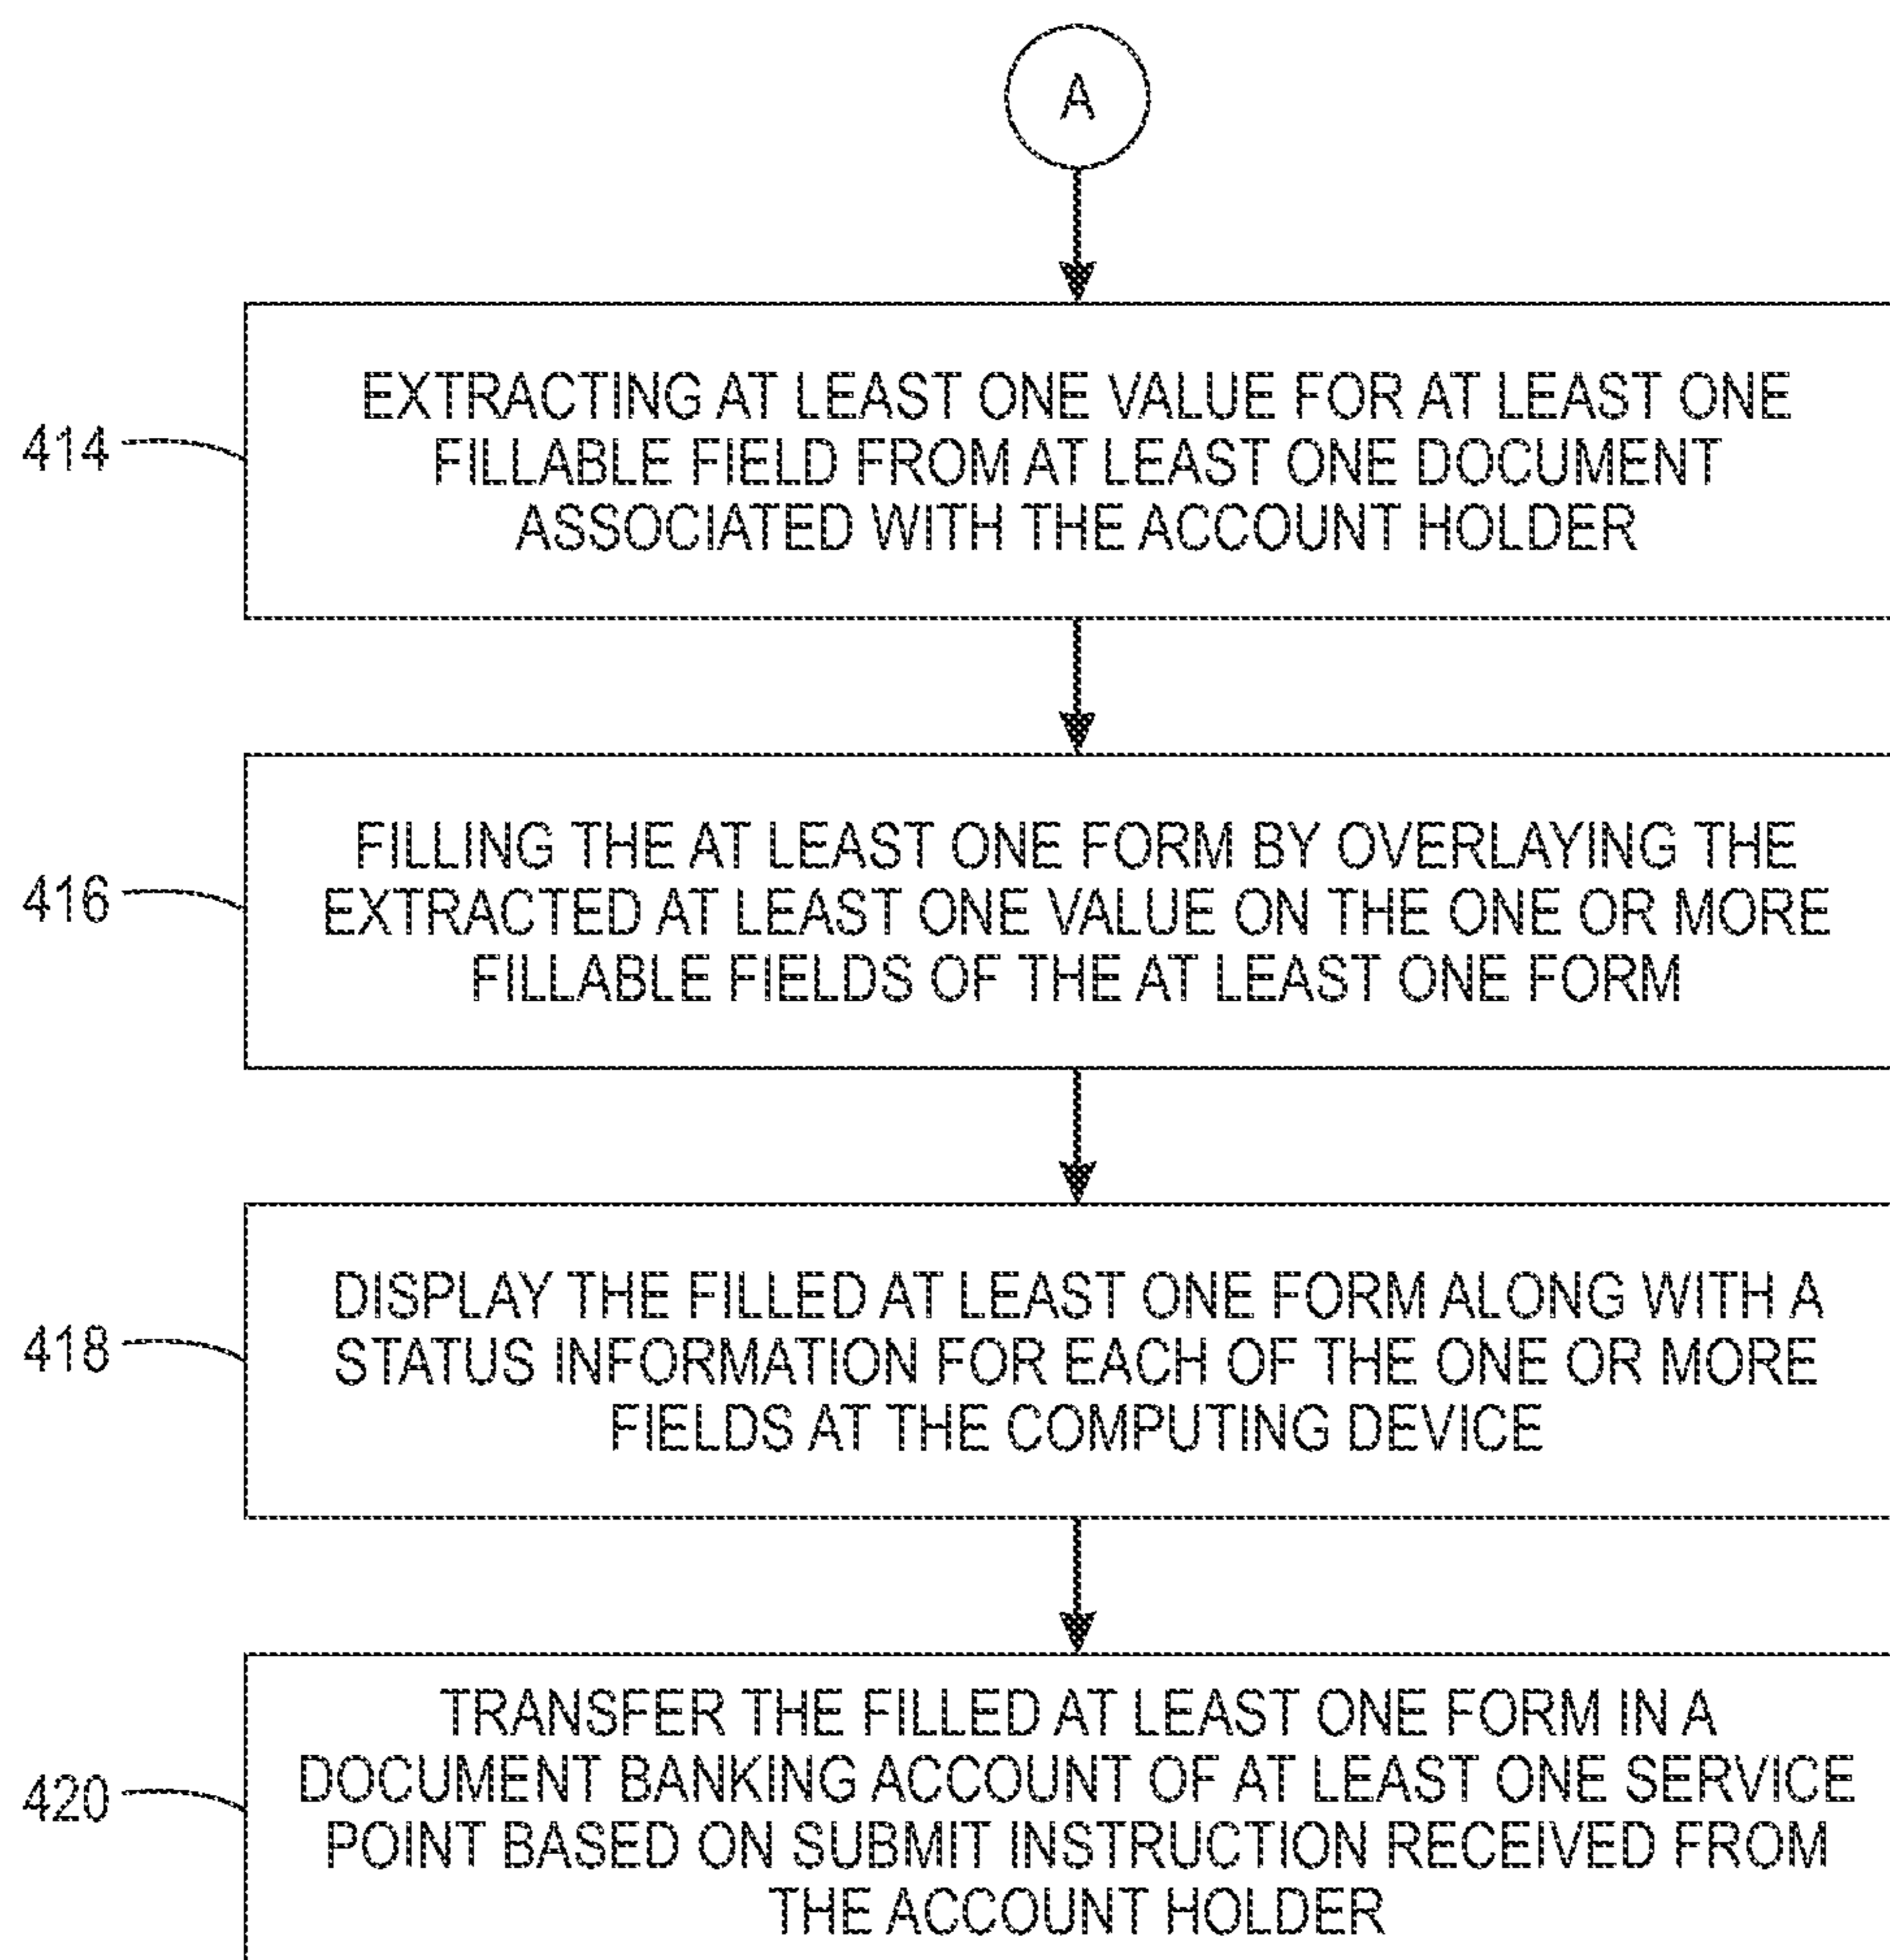 A
414
EXTRACTING AT LEAST ONE VALUE FOR AT LEAST ONE
FILLABLE FIELD FROM AT LEAST ONE DOCUMENT
ASSOCIATED WITH THE ACCOUNT HOLDER
416
FILLING THE AT LEAST ONE FORM BY OVERLAYING THE
EXTRACTED AT LEAST ONE VALUE ON THE ONE OR MORE
FILLABLE FIELDS OF THE AT LEAST ONE FORM
418
DISPLAY THE FILLED AT LEAST ONE FORM ALONG WITH A
STATUS INFORMATION FOR EACH OF THE ONE OR MORE
FIELDS AT THE COMPUTING DEVICE
420
TRANSFER THE FILLED AT LEAST ONE FORM IN A
DOCUMENT BANKING ACCOUNT OF AT LEAST ONE SERVICE
POINT BASED ON SUBMIT INSTRUCTION RECEIVED FROM
THE ACCOUNT HOLDER